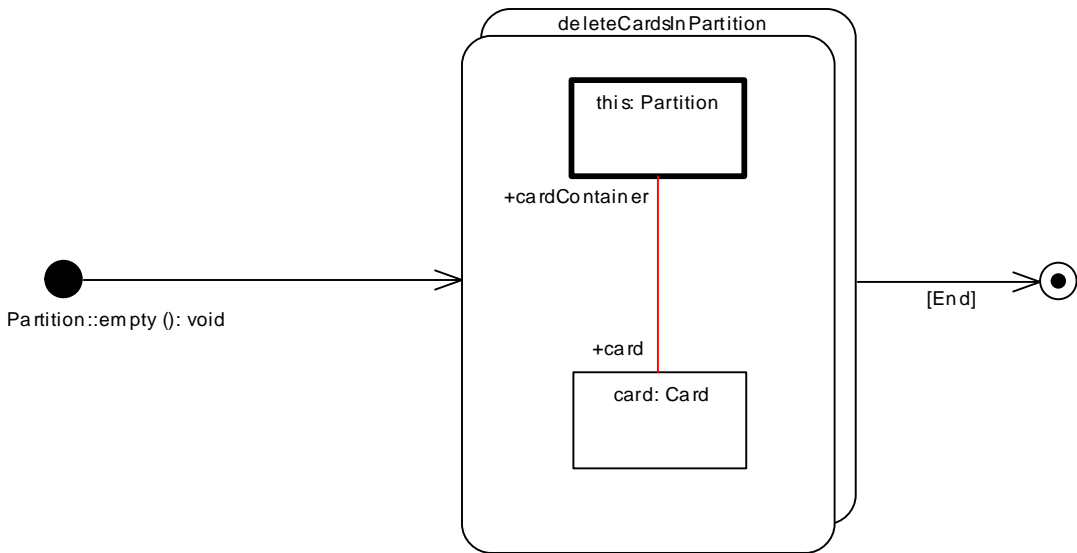 deleteCardsInPartition
this: Partition
+cardContainer
Partition::empty (): void
[End]
+card
card: Card